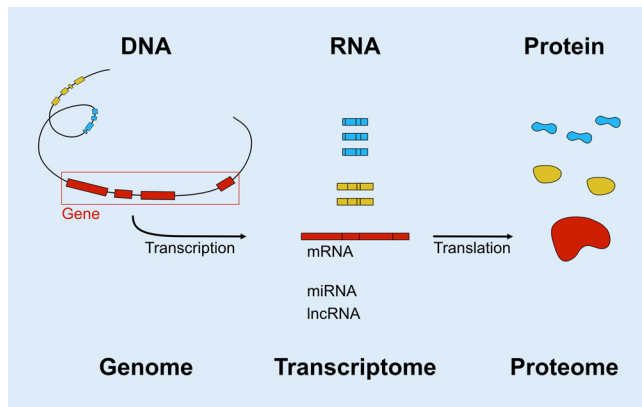 DNA
RNA
Protein
Gene
Transcription
mRNA
Translation
miRNA
lncRNA
Genome
Transcriptome
Proteome